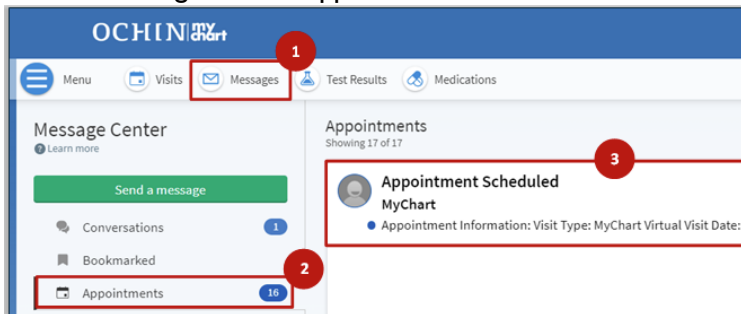 OCHIN MyChart
1
Menu Visits Messages Test Results Medications
Message Center
Learn more
Send a message
Conversations 1
Bookmarked
2
Appointments 16
Appointments
Showing 17 of 17
3
Appointment Scheduled
MyChart
Appointment Information: Visit Type: MyChart Virtual Visit Date: